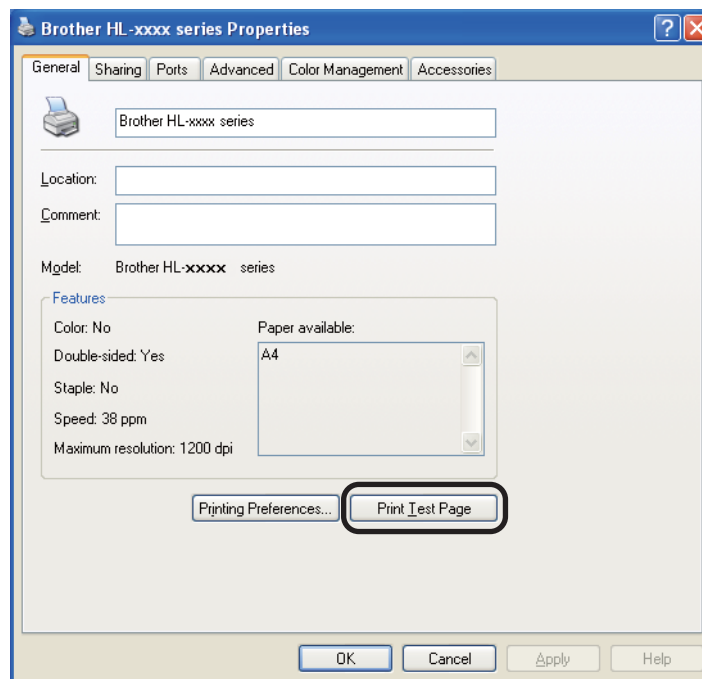 Brother HL-xxxx series Properties
General Sharing Ports Advanced Color Management Accessories
Brother HL-xxxx series
Location:
Comment:
Model: Brother HL-xxxx series
Features
Color: No Paper available:
Double-sided: Yes A4
Staple: No
Speed: 38 ppm
Maximum resolution: 1200 dpi
Printing Preferences... Print Test Page
OK Cancel Apply Help